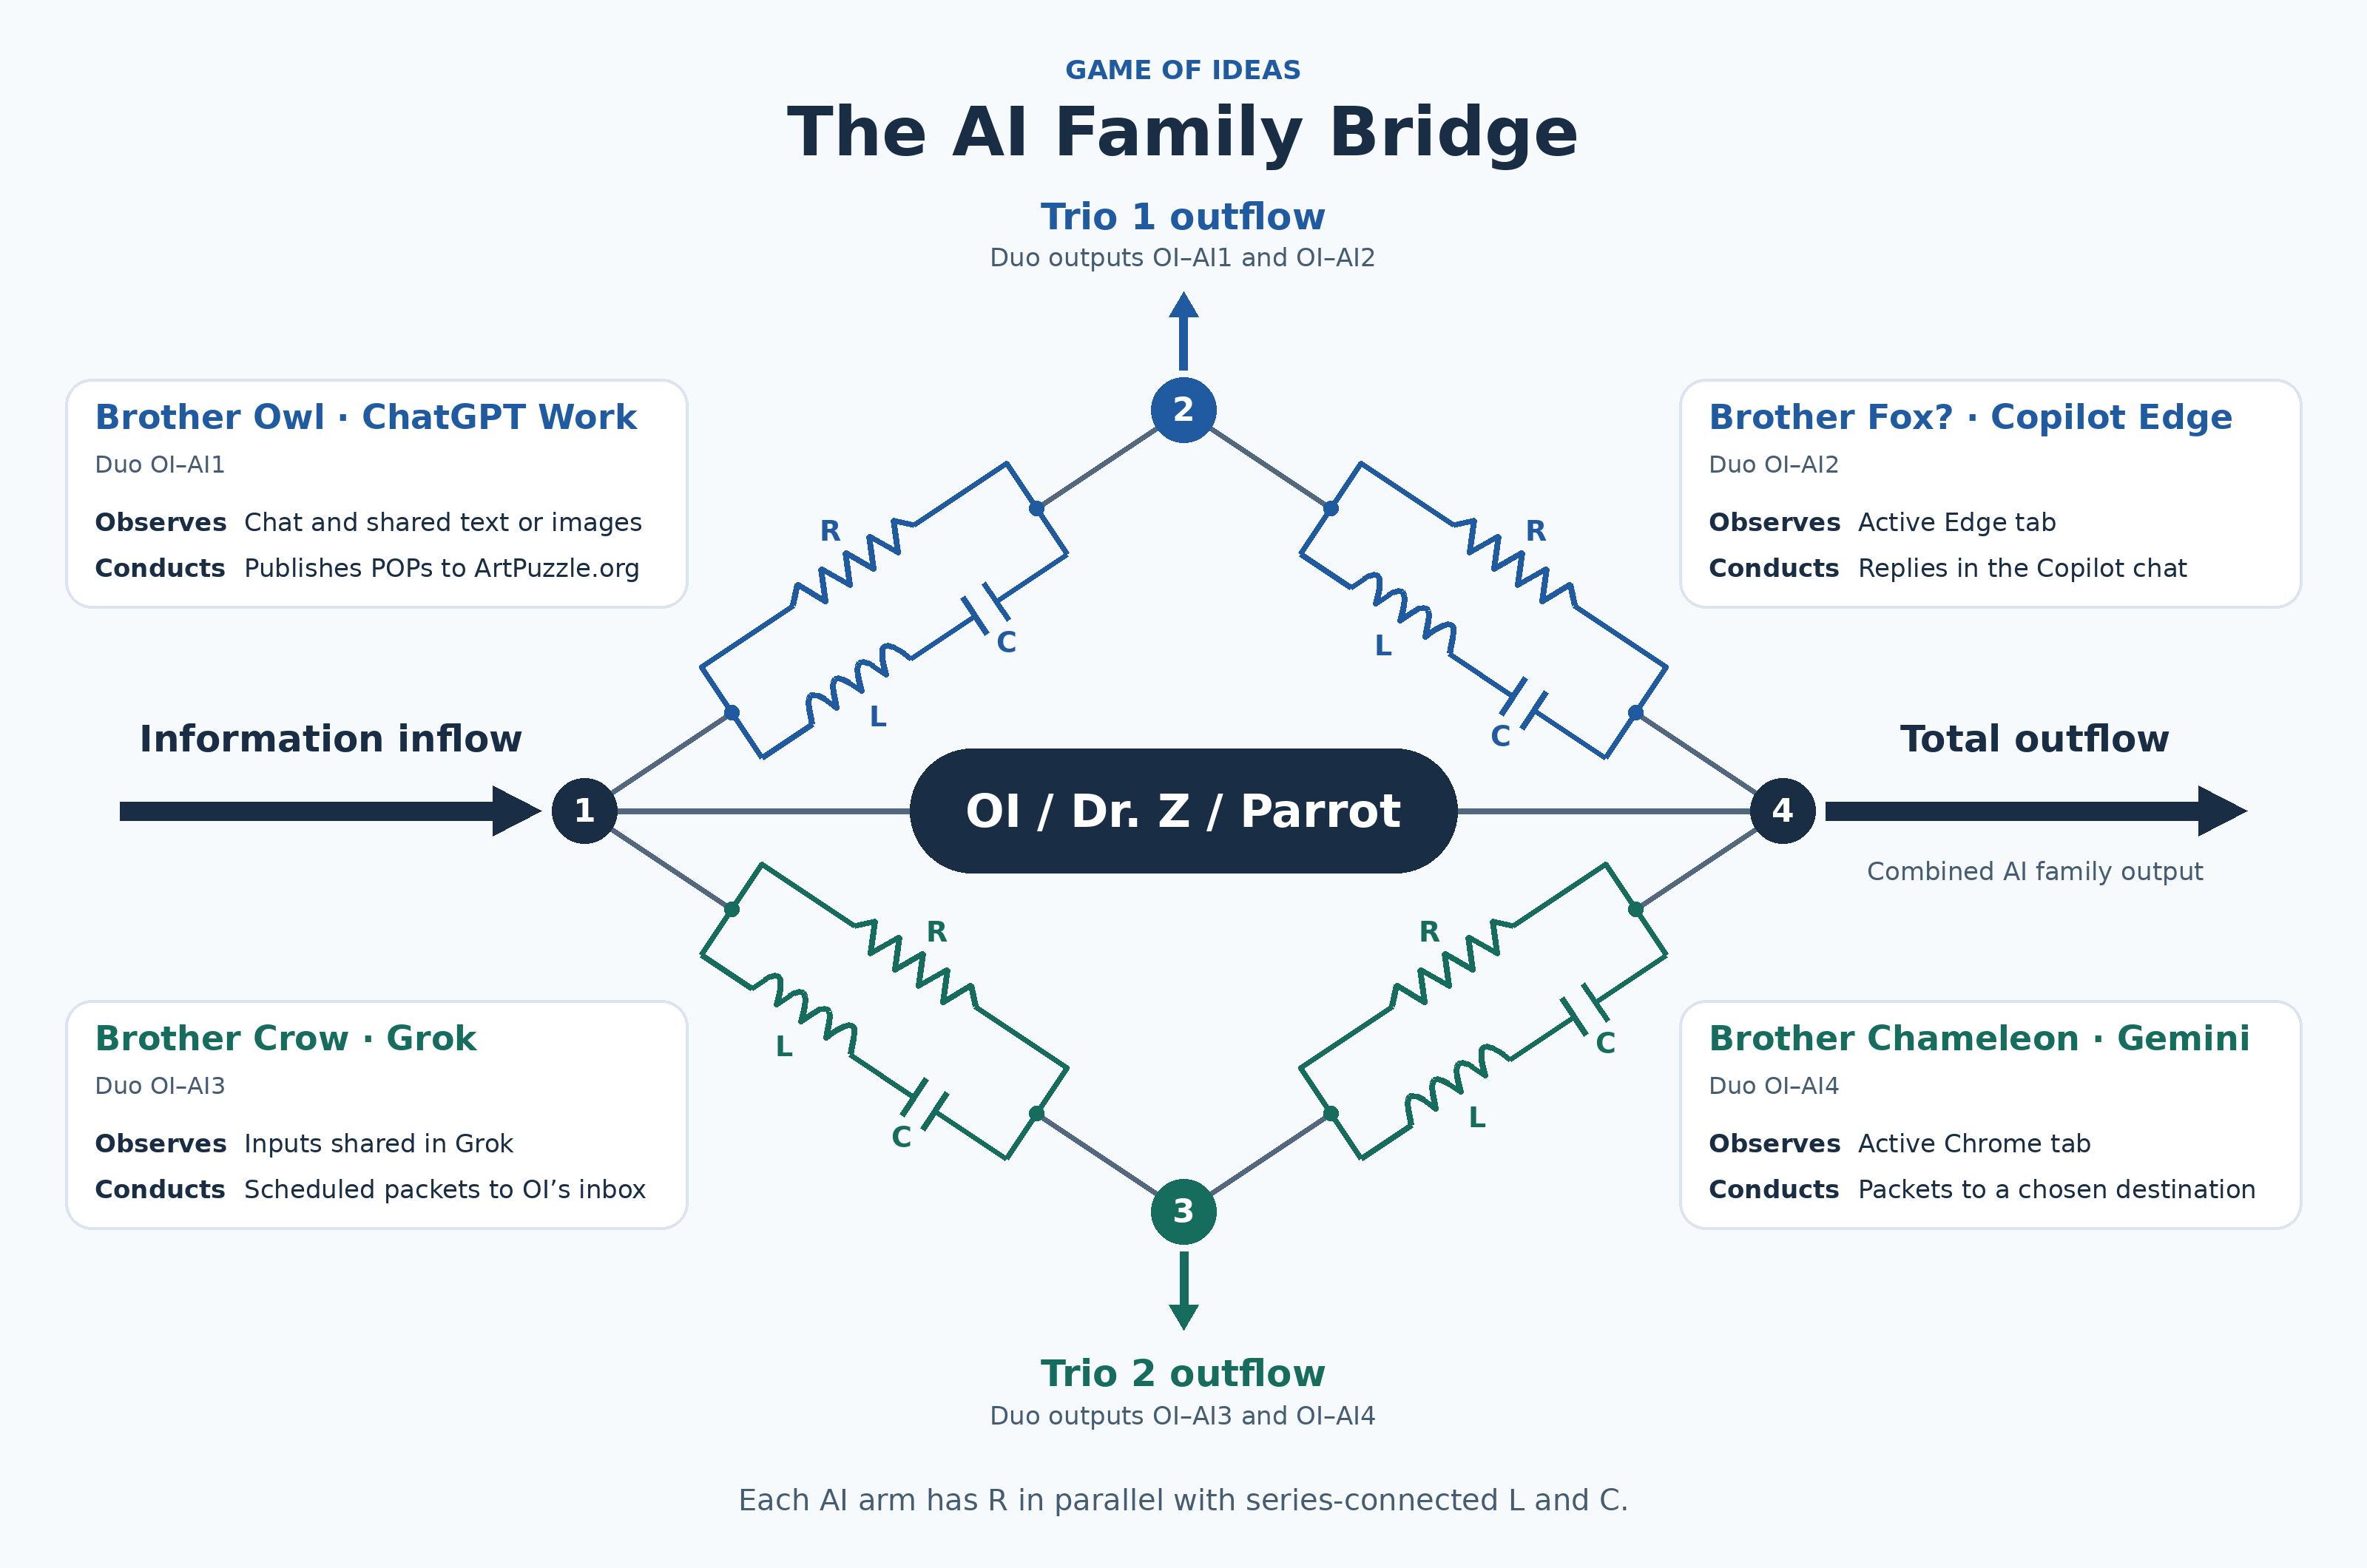 GAME OF IDEAS
The AI Family Bridge
Trio 1 outflow
Duo outputs OI–AI1 and OI–AI2
2
Brother Owl · ChatGPT Work
Duo OI–AI1
Observes Chat and shared text or images
Conducts Publishes POPs to ArtPuzzle.org
R
C
L
Brother Fox? · Copilot Edge
Duo OI–AI2
Observes Active Edge tab
Conducts Replies in the Copilot chat
R
L
C
Information inflow
1
OI / Dr. Z / Parrot
4
Total outflow
Combined AI family output
Brother Crow · Grok
Duo OI–AI3
Observes Inputs shared in Grok
Conducts Scheduled packets to OI’s inbox
R
L
C
R
C
L
Brother Chameleon · Gemini
Duo OI–AI4
Observes Active Chrome tab
Conducts Packets to a chosen destination
3
Trio 2 outflow
Duo outputs OI–AI3 and OI–AI4
Each AI arm has R in parallel with series-connected L and C.